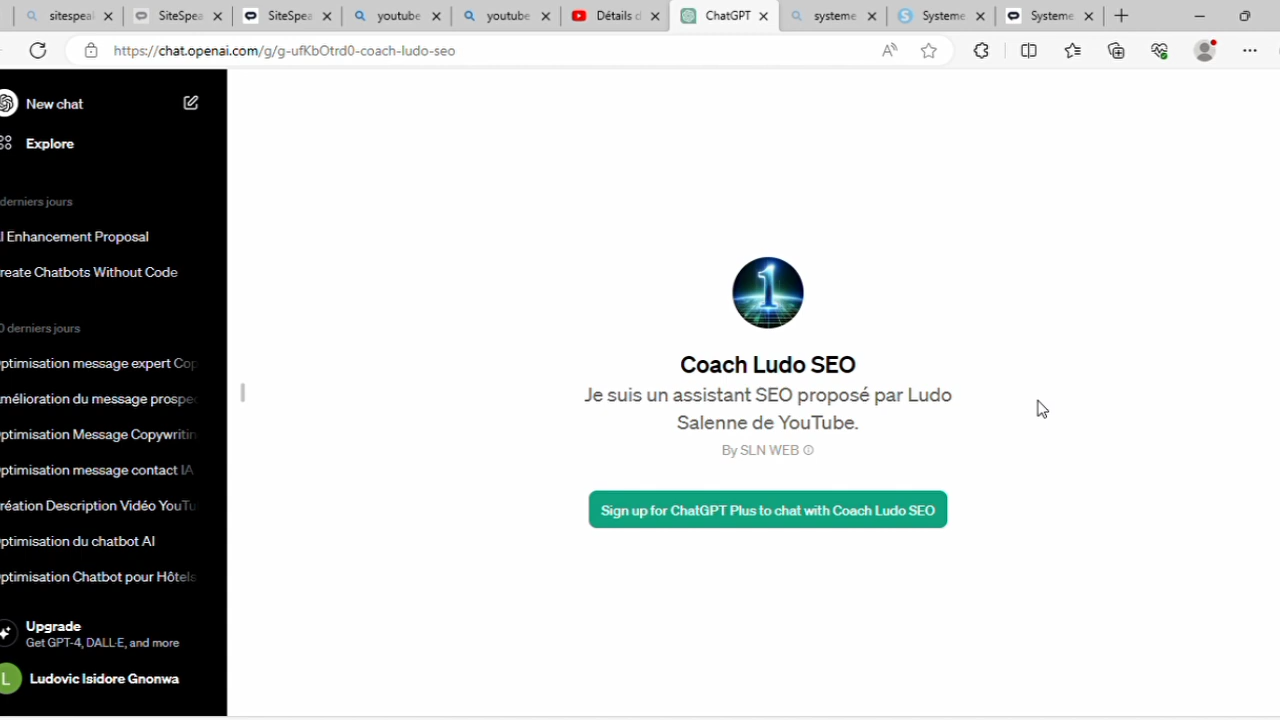 sitespeal
SiteSpea
SiteSpea
youtube
youtube
Détails d
ChatGPT
systeme
Systeme
Systeme
https://chat.openai.com/g/g-ufKbOtrd0-coach-ludo-seo
New chat
Explore
derniers jours
I Enhancement Proposal
reate Chatbots Without Code
0 derniers jours
ptimisation message expert Cop
mélioration du message prospe
ptimisation Message Copywritin
ptimisation message contact IA
réation Description Vidéo YouTu
ptimisation du chatbot AI
ptimisation Chatbot pour Hôtels
Upgrade
Get GPT-4, DALL·E, and more
L
Ludovic Isidore Gnonwa
1
Coach Ludo SEO
Je suis un assistant SEO proposé par Ludo
Salenne de YouTube.
By SLN WEB
Sign up for ChatGPT Plus to chat with Coach Ludo SEO